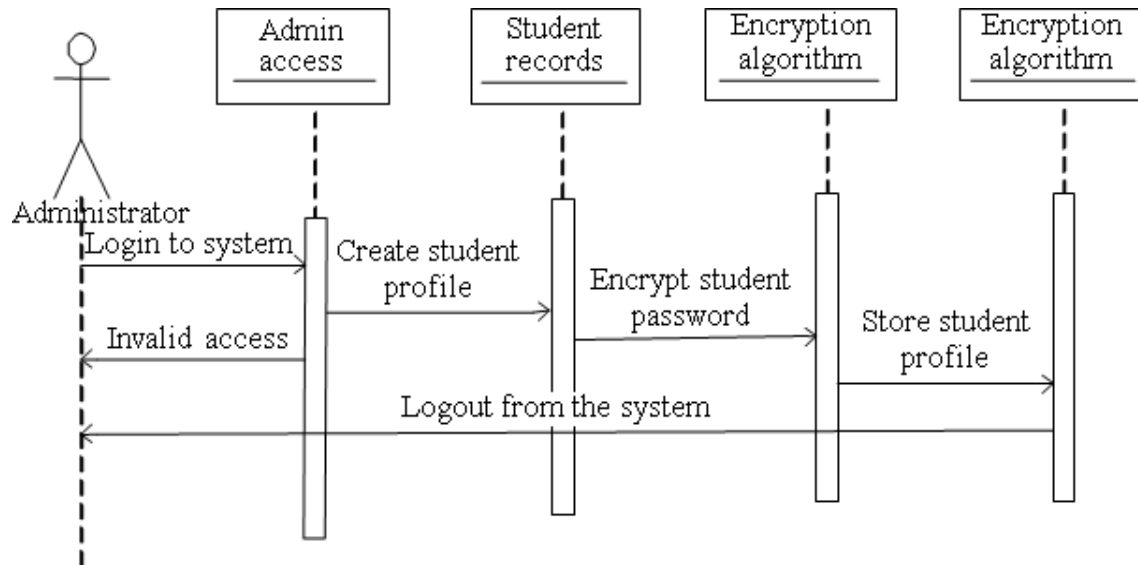 Admin
access
Student
records
Encryption
algorithm
Encryption
algorithm
Administrator
Login to system
Create student
profile
Encrypt student
password
Invalid access
Store student
profile
Logout from the system